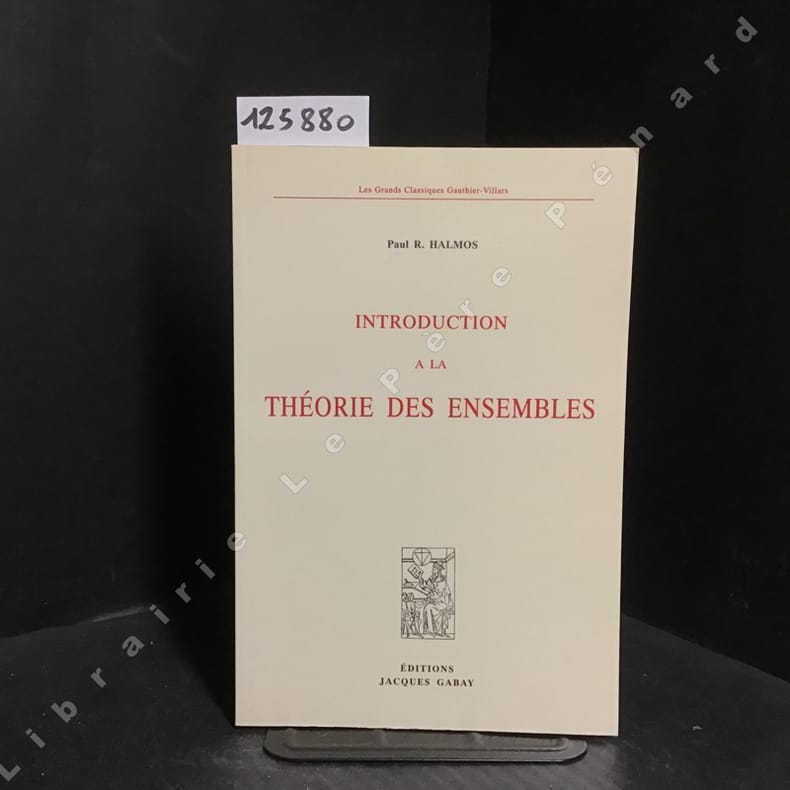 125880
Les Grands Classiques Gauthier-Villars
Paul R. HALMOS
INTRODUCTION
A LA
THÉORIE DES ENSEMBLES
ÉDITIONS
JACQUES GABAY
Librairie Le Père Pénard